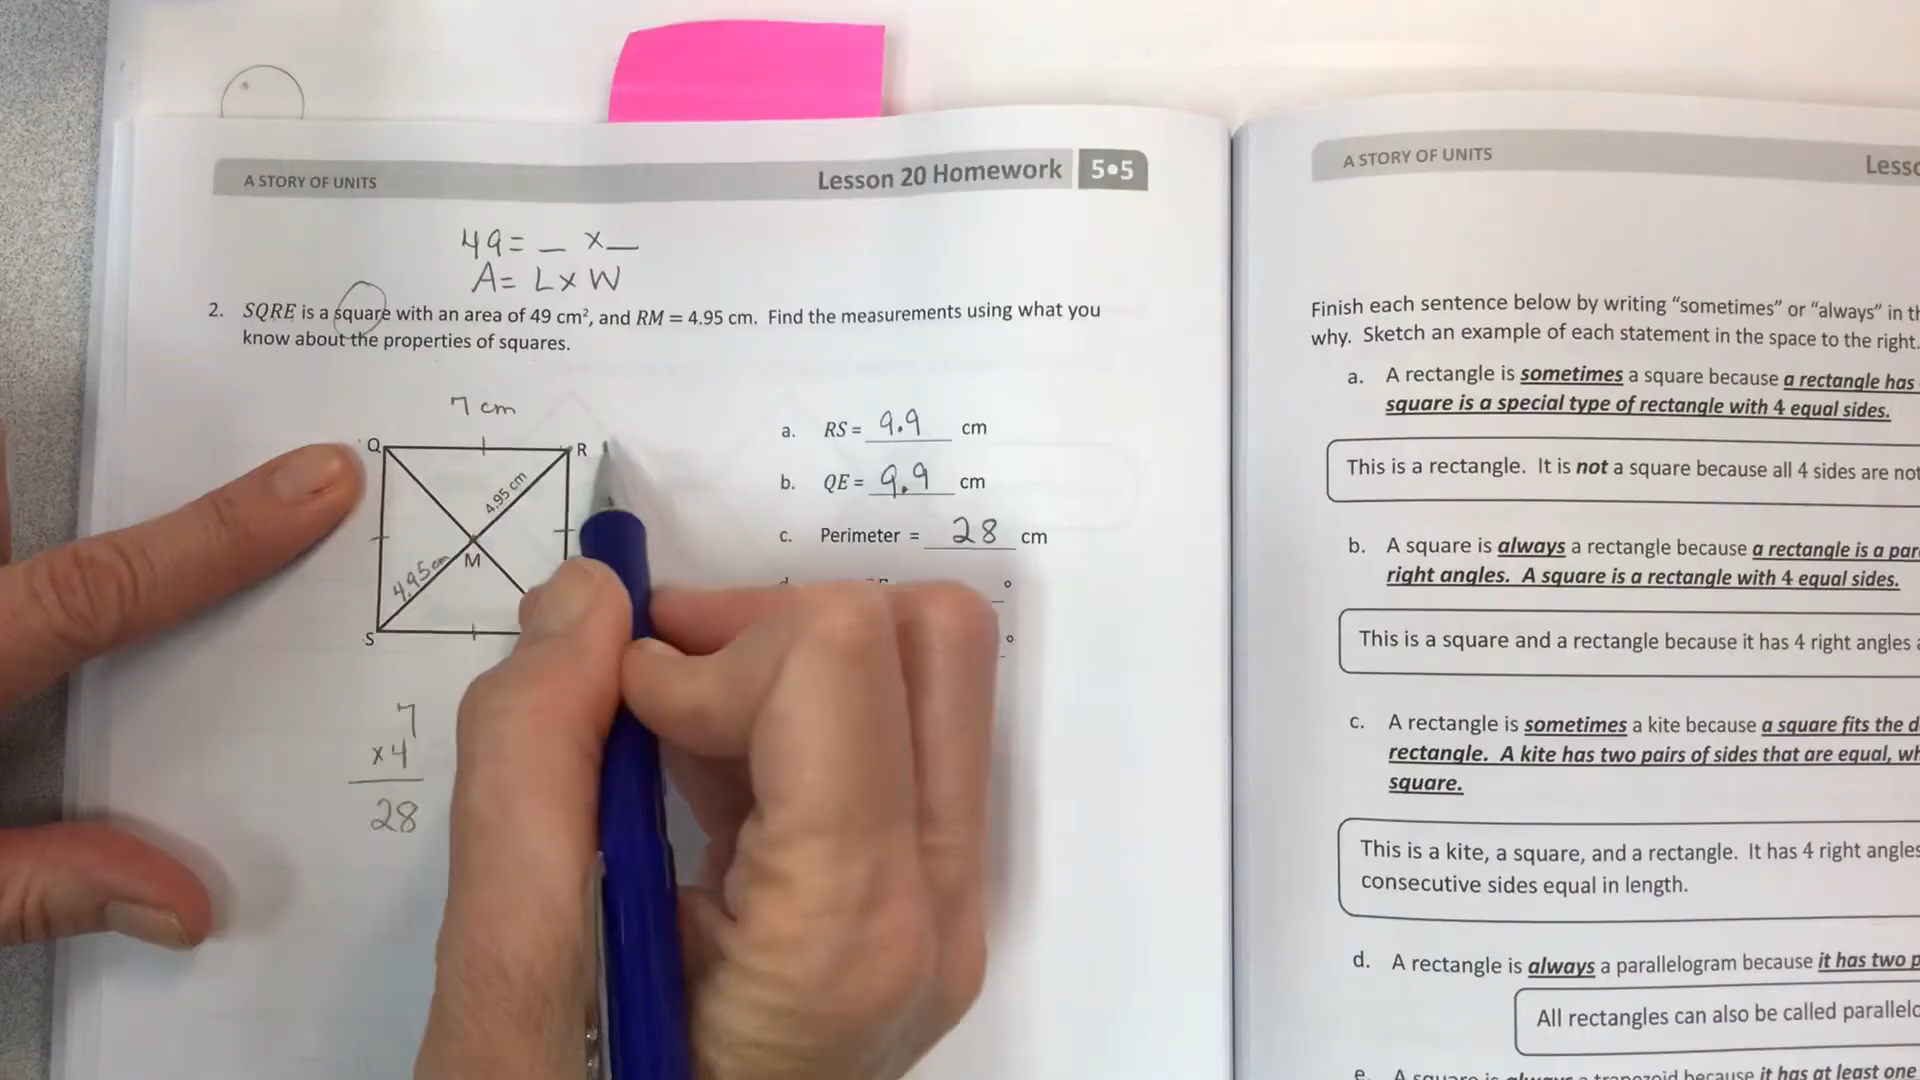 A STORY OF UNITS
Lesson 20 Homework 5•5
49 = _ x _
A = L x W
2. SQRE is a square with an area of 49 cm², and RM = 4.95 cm. Find the measurements using what you
know about the properties of squares.
7 cm
Q
R
4.95 cm
M
4.95 cm
S
a. RS = 9.9 cm
b. QE = 9.9 cm
c. Perimeter = 28 cm
°
°
7
x 4
28
A STORY OF UNITS
Finish each sentence below by writing “sometimes” or “always” in
why. Sketch an example of each statement in the space to the right.
a. A rectangle is sometimes a square because a rectangle has
square is a special type of rectangle with 4 equal sides.
This is a rectangle. It is not a square because all 4 sides are not
b. A square is always a rectangle because a rectangle is a
right angles. A square is a rectangle with 4 equal sides.
This is a square and a rectangle because it has 4 right angles
c. A rectangle is sometimes a kite because a square fits the
rectangle. A kite has two pairs of sides that are equal,
square.
This is a kite, a square, and a rectangle. It has 4 right angles
consecutive sides equal in length.
d. A rectangle is always a parallelogram because it has two
All rectangles can also be called
e. A square is always a trapezoid because it has at least one